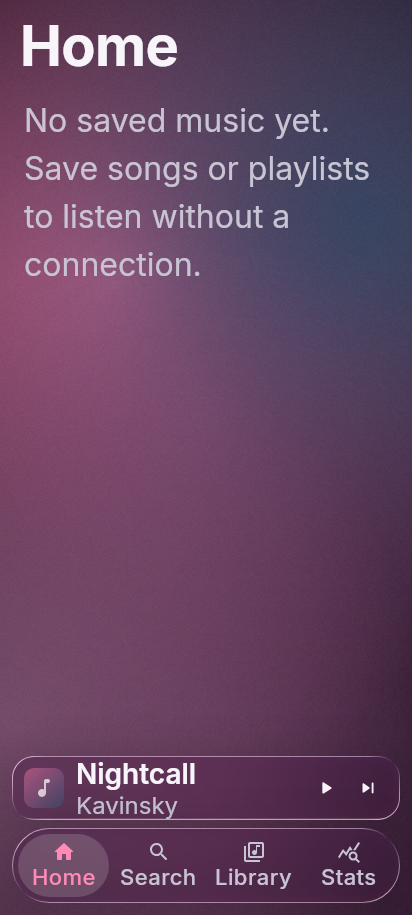 Home
No saved music yet.
Save songs or playlists
to listen without a
connection.
Nightcall
Kavinsky
Home Search Library Stats